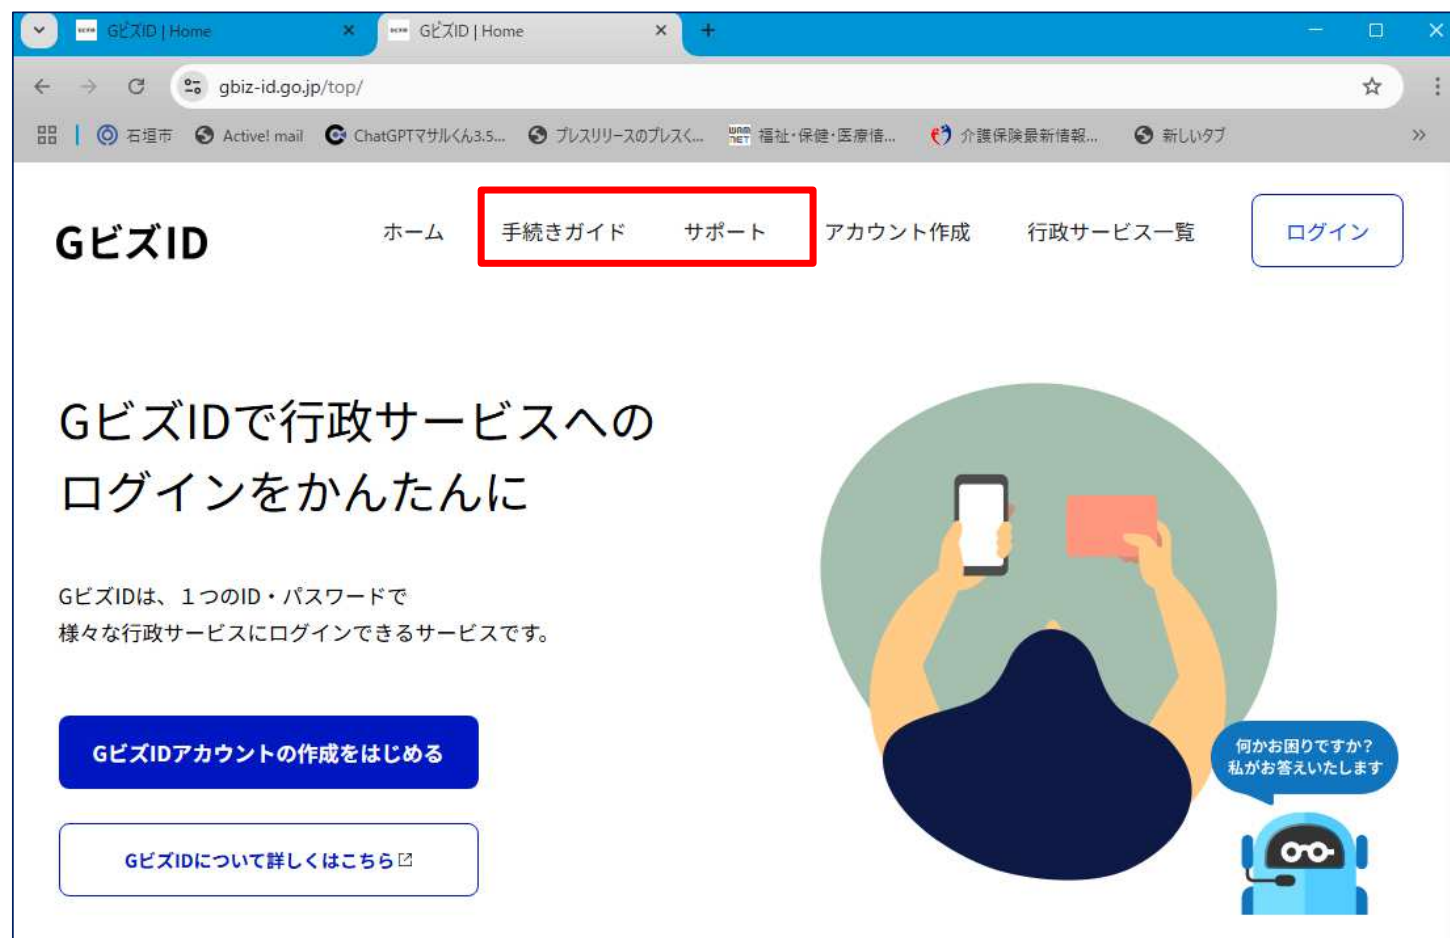 GビズID | Home
GビズID | Home
gbiz-id.go.jp/top/
石垣市 Active! mail ChatGPTマサルくん3.5... プレスリリースのプレスく... 福祉・保健・医療情... 介護保険最新情報... 新しいタブ
GビズID ホーム 手続きガイド サポート アカウント作成 行政サービス一覧 ログイン
GビズIDで行政サービスへの
ログインをかんたんに
GビズIDは、１つのID・パスワードで
様々な行政サービスにログインできるサービスです。
GビズIDアカウントの作成をはじめる
GビズIDについて詳しくはこちら
何かお困りですか?
私がお答えいたします